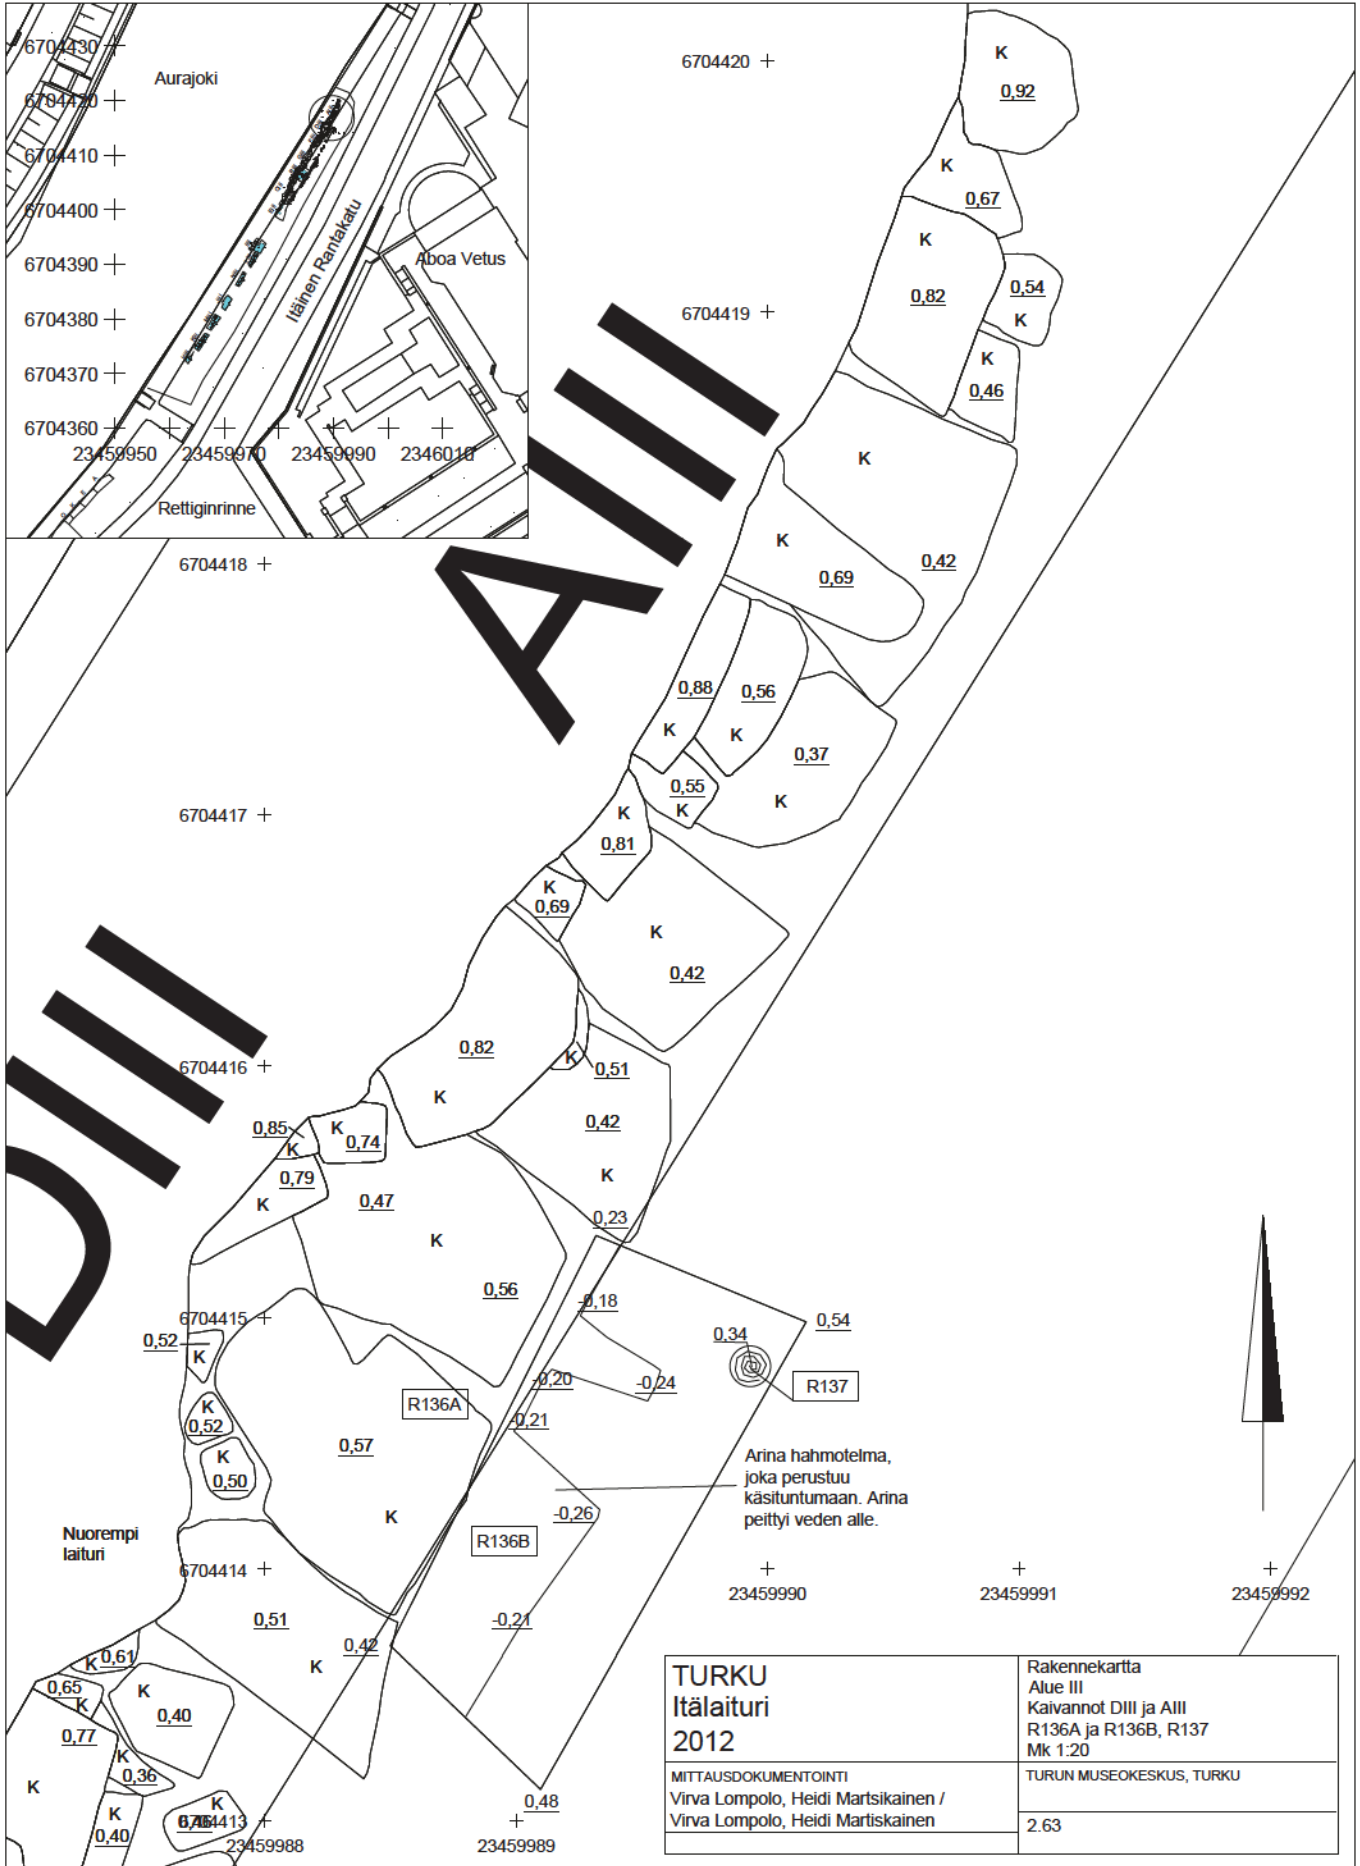 6704430
Aurajoki
6704420
6704410
6704400
6704390
6704380
6704370
6704360
23459950 23459970 23459990 2346010
Itäinen Rantakatu
Aboa Vetus
Rettiginrinne
6704420
K
0,92
K
0,67
K
0,82
0,54
K
6704419
K
0,46
K
0,42
K
0,69
AIII
6704418
0,88
K
0,56
K
0,37
K
0,55
K
6704417
K
0,81
K
0,69
K
0,42
DIII
0,82
K
6704416
K
0,51
0,42
K
0,85
K
K
0,74
0,79
K
0,47
K
0,56
0,23
-0,18
0,54
6704415
0,34
R137
0,52
K
-0,20
-0,24
R136A
-0,21
K
0,52
0,57
K
0,50
K
Arina hahmotelma,
joka perustuu
käsituntumaan. Arina
peittyi veden alle.
-0,26
R136B
Nuorempi
laituri
6704414
23459990
23459991
23459992
0,51
K
0,42
-0,21
K
0,61
0,65
K
K
0,40
0,77
K
K
0,36
K
0,40
K
6704413
0,48
23459988
23459989
TURKU
Itälaituri
2012
Rakennekartta
Alue III
Kaivannot DIII ja AIII
R136A ja R136B, R137
Mk 1:20
MITTAUSDOKUMENTOINTI
Virva Lompolo, Heidi Martsikainen /
Virva Lompolo, Heidi Martiskainen
TURUN MUSEOKESKUS, TURKU
2.63